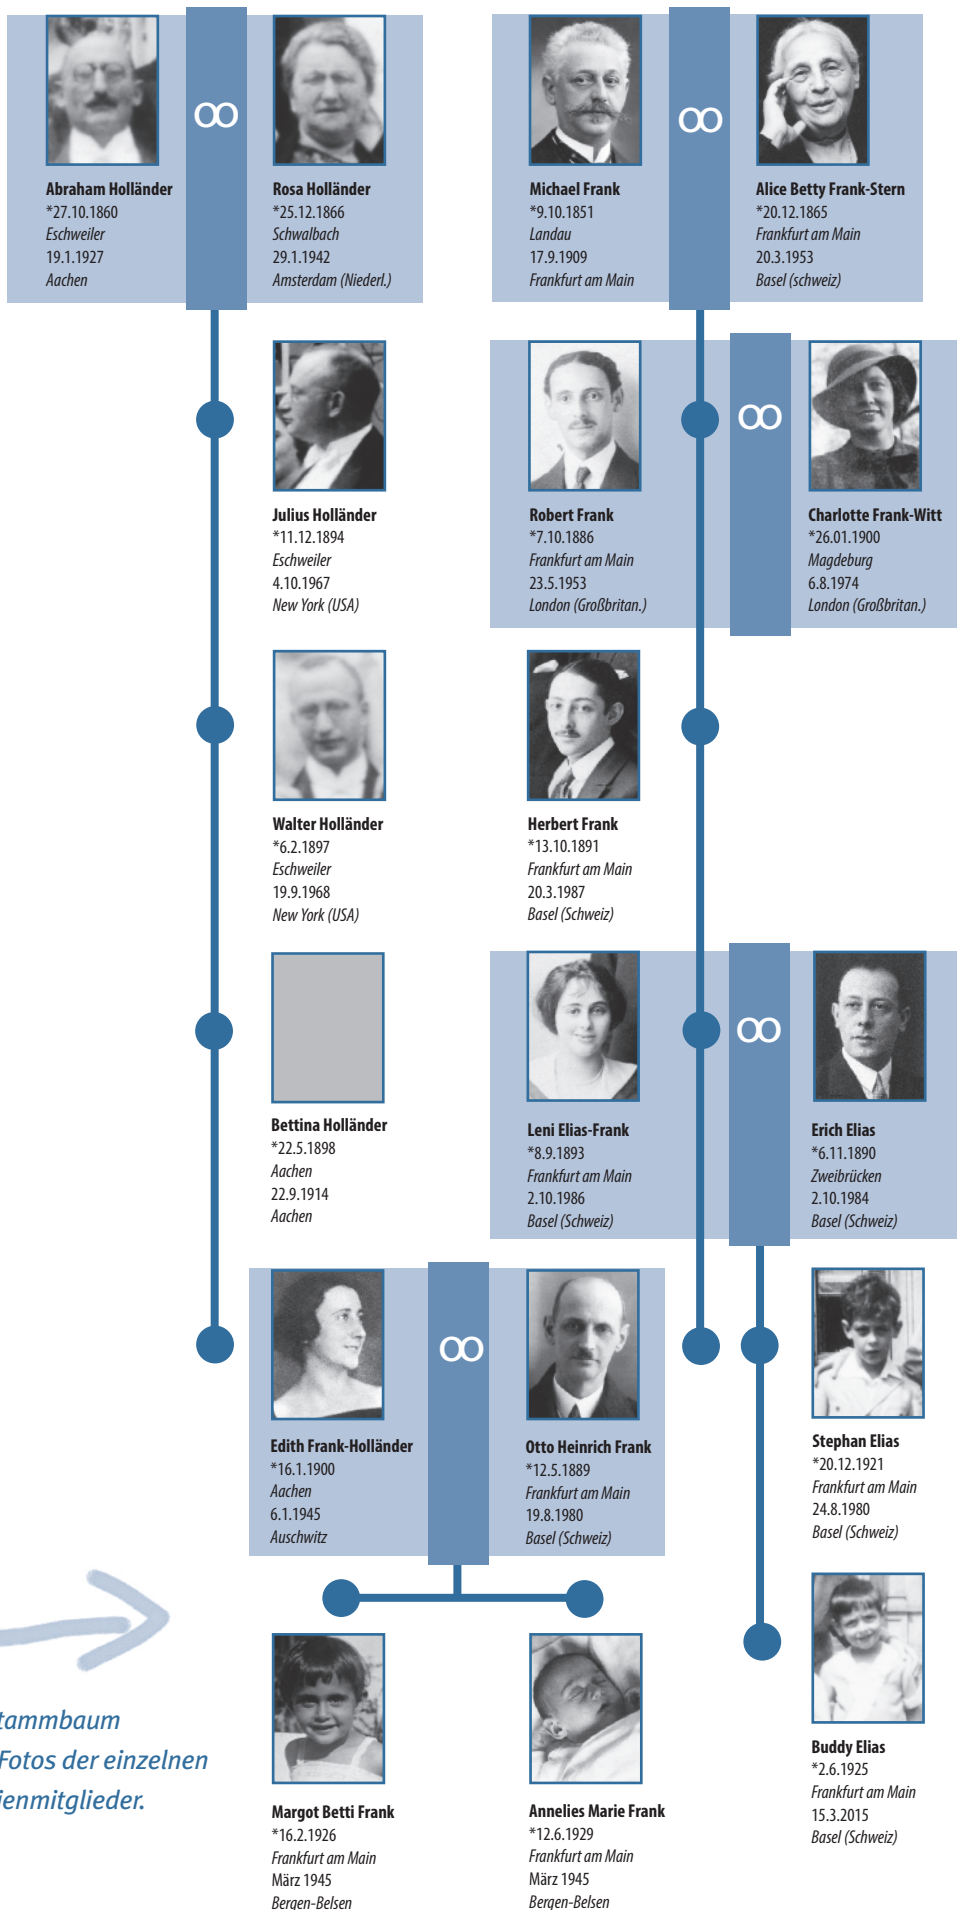 Abraham Holländer
*27.10.1860
Eschweiler
19.1.1927
Aachen
∞
Rosa Holländer
*25.12.1866
Schwalbach
29.1.1942
Amsterdam (Niederl.)
Michael Frank
*9.10.1851
Landau
17.9.1909
Frankfurt am Main
∞
Alice Betty Frank-Stern
*20.12.1865
Frankfurt am Main
20.3.1953
Basel (schweiz)
Julius Holländer
*11.12.1894
Eschweiler
4.10.1967
New York (USA)
Robert Frank
*7.10.1886
Frankfurt am Main
23.5.1953
London (Großbritan.)
∞
Charlotte Frank-Witt
*26.01.1900
Magdeburg
6.8.1974
London (Großbritan.)
Walter Holländer
*6.2.1897
Eschweiler
19.9.1968
New York (USA)
Herbert Frank
*13.10.1891
Frankfurt am Main
20.3.1987
Basel (Schweiz)
Bettina Holländer
*22.5.1898
Aachen
22.9.1914
Aachen
Leni Elias-Frank
*8.9.1893
Frankfurt am Main
2.10.1986
Basel (Schweiz)
∞
Erich Elias
*6.11.1890
Zweibrücken
2.10.1984
Basel (Schweiz)
Edith Frank-Holländer
*16.1.1900
Aachen
6.1.1945
Auschwitz
∞
Otto Heinrich Frank
*12.5.1889
Frankfurt am Main
19.8.1980
Basel (Schweiz)
Stephan Elias
*20.12.1921
Frankfurt am Main
24.8.1980
Basel (Schweiz)
Buddy Elias
*2.6.1925
Frankfurt am Main
15.3.2015
Basel (Schweiz)
tammbaum
Fotos der einzelnen
ienmitglieder.
Margot Betti Frank
*16.2.1926
Frankfurt am Main
März 1945
Bergen-Belsen
Annelies Marie Frank
*12.6.1929
Frankfurt am Main
März 1945
Bergen-Belsen